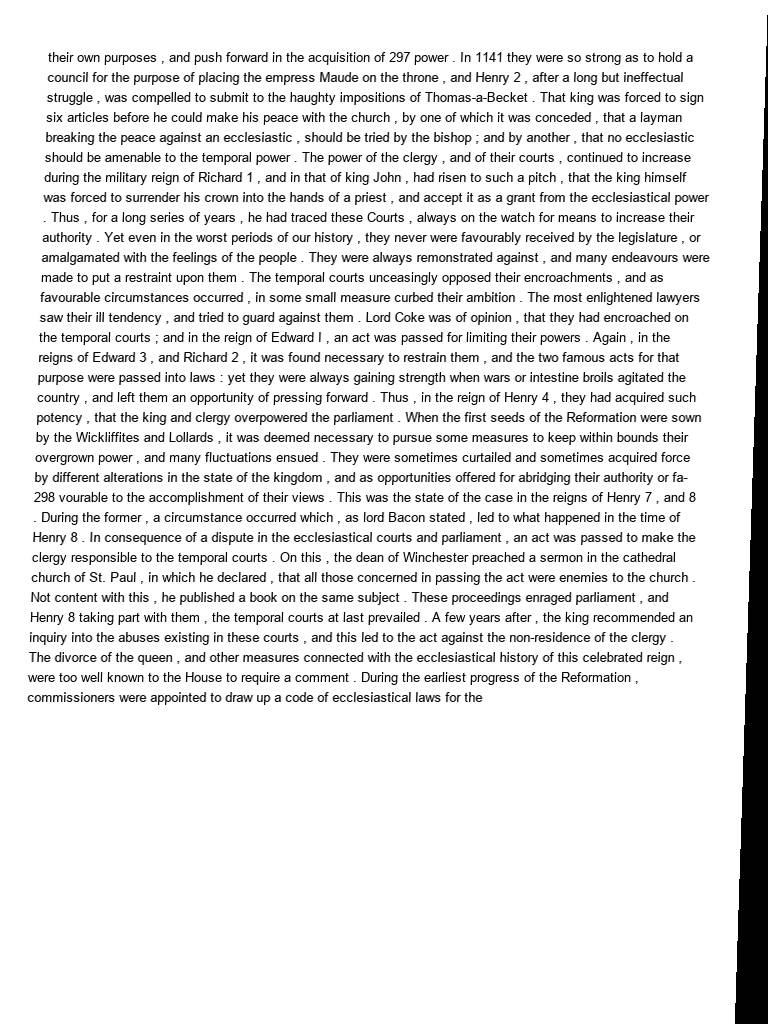 their own purposes , and push forward in the acquisition of 297 power . In 1141 they were so strong as to hold a
council for the purpose of placing the empress Maude on the throne , and Henry 2 , after a long but ineffectual
struggle , was compelled to submit to the haughty impositions of Thomas-a-Becket . That king was forced to sign
six articles before he could make his peace with the church , by one of which it was conceded , that a layman
breaking the peace against an ecclesiastic , should be tried by the bishop ; and by another , that no ecclesiastic
should be amenable to the temporal power . The power of the clergy , and of their courts , continued to increase
during the military reign of Richard 1 , and in that of king John , had risen to such a pitch , that the king himself
was forced to surrender his crown into the hands of a priest , and accept it as a grant from the ecclesiastical power
. Thus , for a long series of years , he had traced these Courts , always on the watch for means to increase their
authority . Yet even in the worst periods of our history , they never were favourably received by the legislature , or
amalgamated with the feelings of the people . They were always remonstrated against , and many endeavours were
made to put a restraint upon them . The temporal courts unceasingly opposed their encroachments , and as
favourable circumstances occurred , in some small measure curbed their ambition . The most enlightened lawyers
saw their ill tendency , and tried to guard against them . Lord Coke was of opinion , that they had encroached on
the temporal courts ; and in the reign of Edward I , an act was passed for limiting their powers . Again , in the
reigns of Edward 3 , and Richard 2 , it was found necessary to restrain them , and the two famous acts for that
purpose were passed into laws : yet they were always gaining strength when wars or intestine broils agitated the
country , and left them an opportunity of pressing forward . Thus , in the reign of Henry 4 , they had acquired such
potency , that the king and clergy overpowered the parliament . When the first seeds of the Reformation were sown
by the Wickliffites and Lollards , it was deemed necessary to pursue some measures to keep within bounds their
overgrown power , and many fluctuations ensued . They were sometimes curtailed and sometimes acquired force
by different alterations in the state of the kingdom , and as opportunities offered for abridging their authority or fa-
298 vourable to the accomplishment of their views . This was the state of the case in the reigns of Henry 7 , and 8
. During the former , a circumstance occurred which , as lord Bacon stated , led to what happened in the time of
Henry 8 . In consequence of a dispute in the ecclesiastical courts and parliament , an act was passed to make the
clergy responsible to the temporal courts . On this , the dean of Winchester preached a sermon in the cathedral
church of St. Paul , in which he declared , that all those concerned in passing the act were enemies to the church .
Not content with this , he published a book on the same subject . These proceedings enraged parliament , and
Henry 8 taking part with them , the temporal courts at last prevailed . A few years after , the king recommended an
inquiry into the abuses existing in these courts , and this led to the act against the non-residence of the clergy .
The divorce of the queen , and other measures connected with the ecclesiastical history of this celebrated reign ,
were too well known to the House to require a comment . During the earliest progress of the Reformation ,
commissioners were appointed to draw up a code of ecclesiastical laws for the